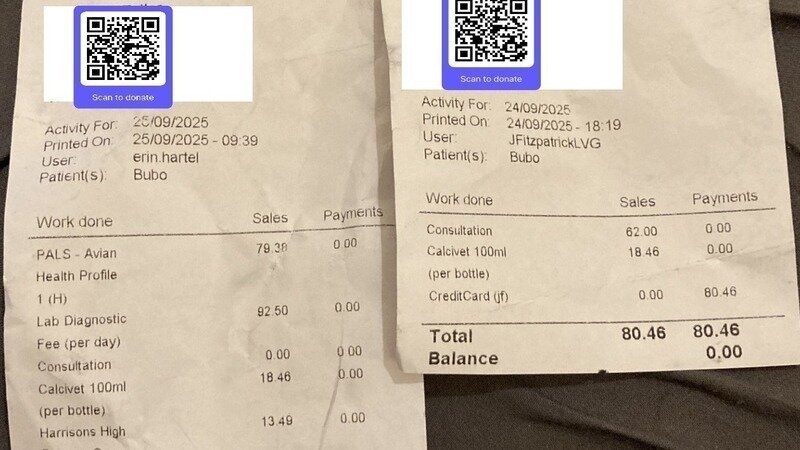 Scan to donate
Activity For: 25/09/2025
Printed On: 25/09/2025 - 09:39
User: erin.hartel
Patient(s): Bubo
Work done Sales Payments
PALS - Avian 79.38 0.00
Health Profile
1 (H)
Lab Diagnostic 92.50 0.00
Fee (per day)
Consultation 0.00 0.00
Calcivet 100ml 18.46 0.00
(per bottle)
Harrisons High 13.49 0.00
Scan to donate
Activity For: 24/09/2025
Printed On: 24/09/2025 - 18:19
User: JFitzpatrickLVG
Patient(s): Bubo
Work done Sales Payments
Consultation 62.00 0.00
Calcivet 100ml 18.46 0.00
(per bottle)
CreditCard (jf) 0.00 80.46
Total 80.46 80.46
Balance 0.00